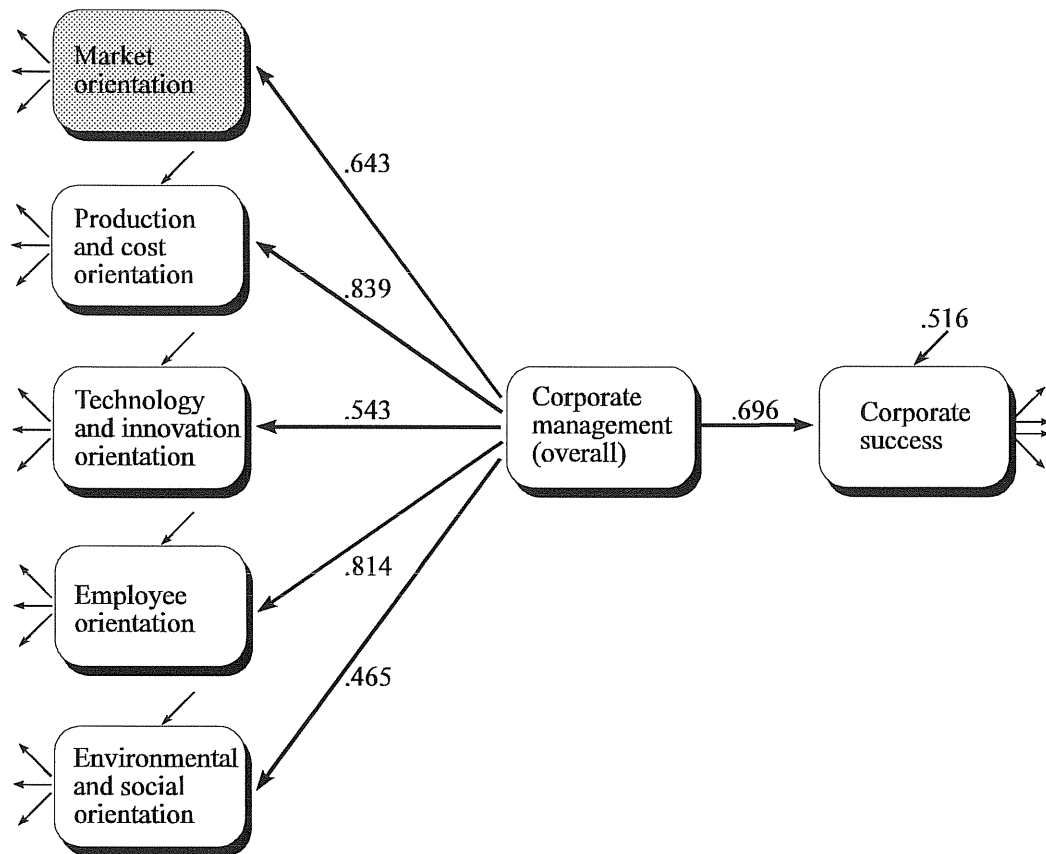 Market
orientation
.643
Production
and cost
orientation
.839
.516
Technology
and innovation
orientation
.543
Corporate
management
(overall)
.696
Corporate
success
Employee
orientation
.814
.465
Environmental
and social
orientation